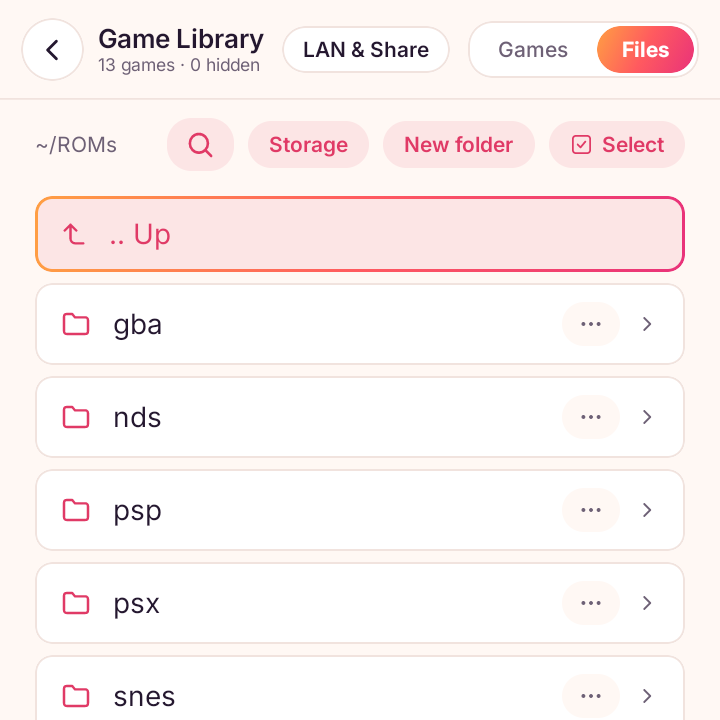 Game Library
13 games · 0 hidden
LAN & Share
Games
Files
~/ROMs
Storage
New folder
Select
.. Up
gba
nds
psp
psx
snes